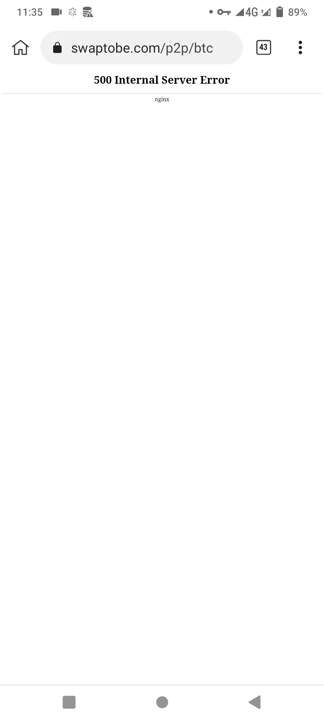 11:35 4G 89%
swaptobe.com/p2p/btc 43
500 Internal Server Error
nginx